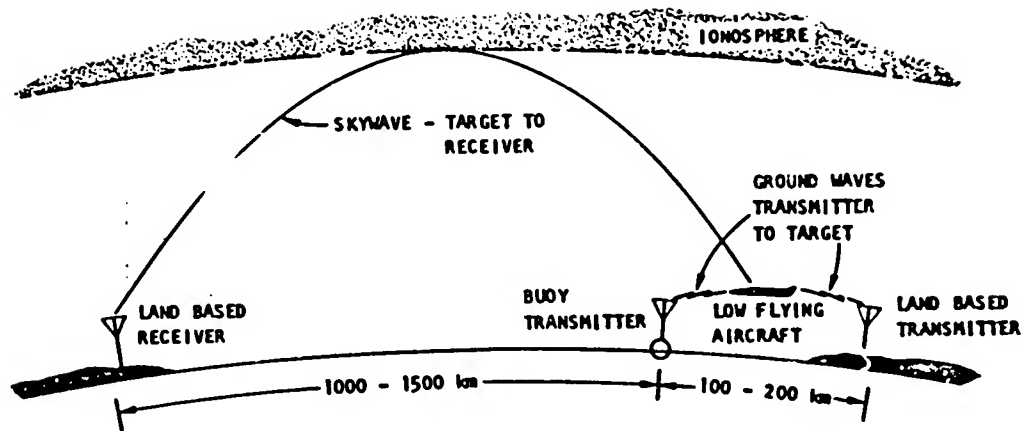 IONOSPHERE
SKYWAVE - TARGET TO
RECEIVER
GROUND WAVES
TRANSMITTER
TO TARGET
LAND BASED
RECEIVER
BUOY
TRANSMITTER
LOW FLYING
AIRCRAFT
LAND BASED
TRANSMITTER
1000 - 1500 km
100 - 200 km